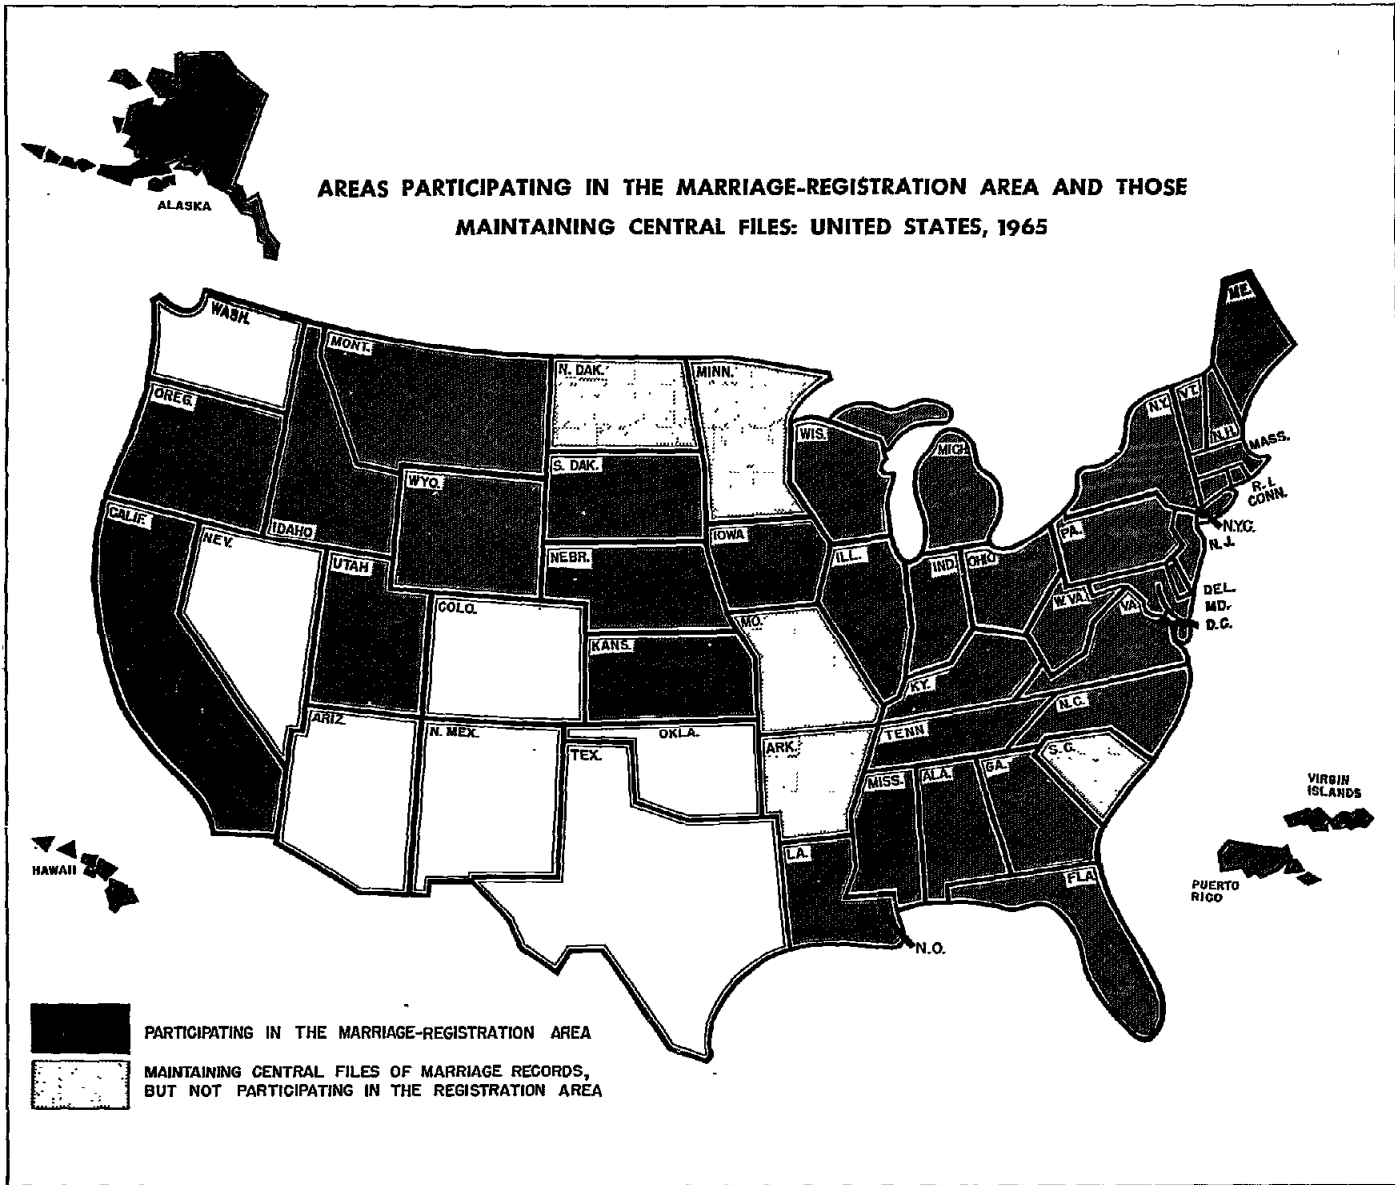 ALASKA
AREAS PARTICIPATING IN THE MARRIAGE-REGISTRATION AREA AND THOSE
MAINTAINING CENTRAL FILES: UNITED STATES, 1965
WASH.
MONT.
N. DAK.
MINN.
ME.
OREG.
WIS.
MICH.
N.Y.
VT.
N.H.
MASS.
S. DAK.
WYO.
R.I.
CONN.
CALIF.
IDAHO
NEV.
IOWA
PA.
N.Y.C.
N.J.
UTAH
NEBR.
ILL.
IND.
OHIO
COLO.
MO.
W. VA.
VA.
DEL.
MD.
D.C.
KANS.
KY.
N.C.
ARIZ.
N. MEX.
OKLA.
TENN.
TEX.
ARK.
MISS.
ALA.
GA.
S.C.
VIRGIN
ISLANDS
HAWAII
LA.
FLA.
PUERTO
RICO
N.O.
PARTICIPATING IN THE MARRIAGE-REGISTRATION AREA
MAINTAINING CENTRAL FILES OF MARRIAGE RECORDS,
BUT NOT PARTICIPATING IN THE REGISTRATION AREA